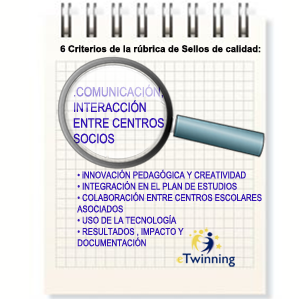 6 Criterios de la rúbrica de Sellos de calidad:
.COMUNICACIÓN,
INTERACCIÓN
ENTRE CENTROS
SOCIOS
• INNOVACIÓN PEDAGÓGICA Y CREATIVIDAD
• INTEGRACIÓN EN EL PLAN DE ESTUDIOS
• COLABORACIÓN ENTRE CENTROS ESCOLARES
ASOCIADOS
• USO DE LA TECNOLOGÍA
• RESULTADOS , IMPACTO Y
DOCUMENTACIÓN
eTwinning